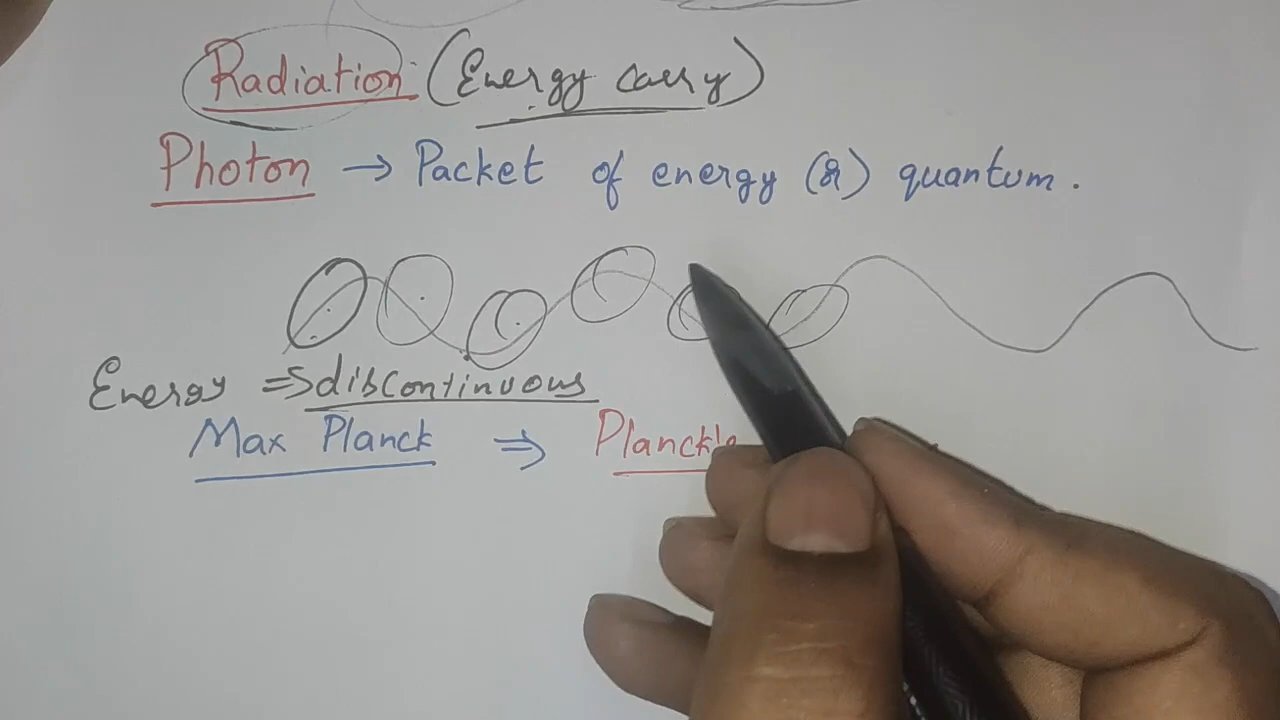 Radiation (Energy carry)
Photon → Packet of energy (or) quantum.
Energy ⇒ discontinuous
Max Planck ⇒ Planck's